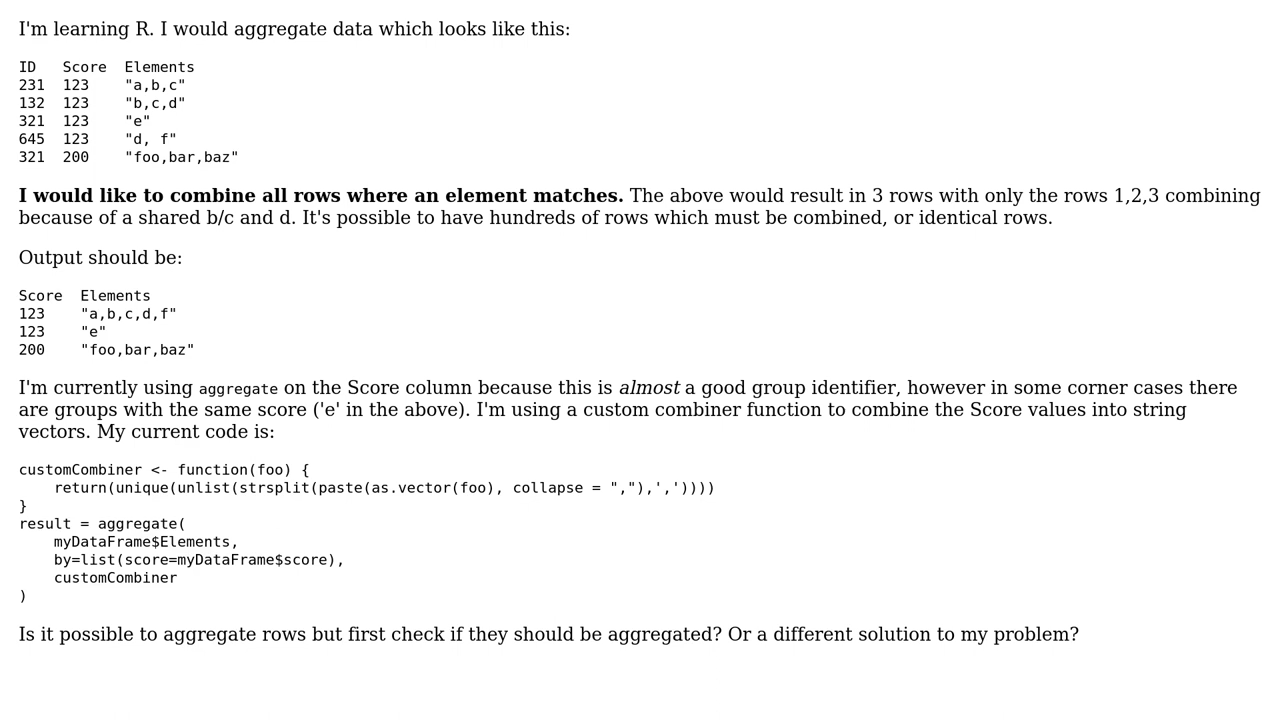 I'm learning R. I would aggregate data which looks like this:
ID   Score  Elements
231  123    "a,b,c"
132  123    "b,c,d"
321  123    "e"
645  123    "d, f"
321  200    "foo,bar,baz"
I would like to combine all rows where an element matches. The above would result in 3 rows with only the rows 1,2,3 combining
because of a shared b/c and d. It's possible to have hundreds of rows which must be combined, or identical rows.
Output should be:
Score  Elements
123    "a,b,c,d,f"
123    "e"
200    "foo,bar,baz"
I'm currently using aggregate on the Score column because this is almost a good group identifier, however in some corner cases there
are groups with the same score ('e' in the above). I'm using a custom combiner function to combine the Score values into string
vectors. My current code is:
customCombiner <- function(foo) {
    return(unique(unlist(strsplit(paste(as.vector(foo), collapse = ","),','))))
}
result = aggregate(
    myDataFrame$Elements,
    by=list(score=myDataFrame$score),
    customCombiner
)
Is it possible to aggregate rows but first check if they should be aggregated? Or a different solution to my problem?